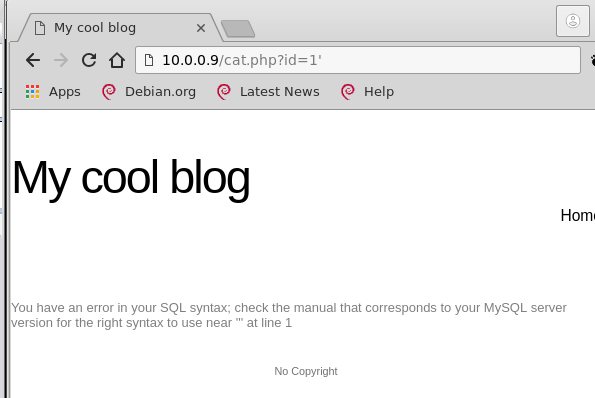 My cool blog
10.0.0.9/cat.php?id=1'
Apps Debian.org Latest News Help
My cool blog
Home
You have an error in your SQL syntax; check the manual that corresponds to your MySQL server
version for the right syntax to use near ''' at line 1
No Copyright